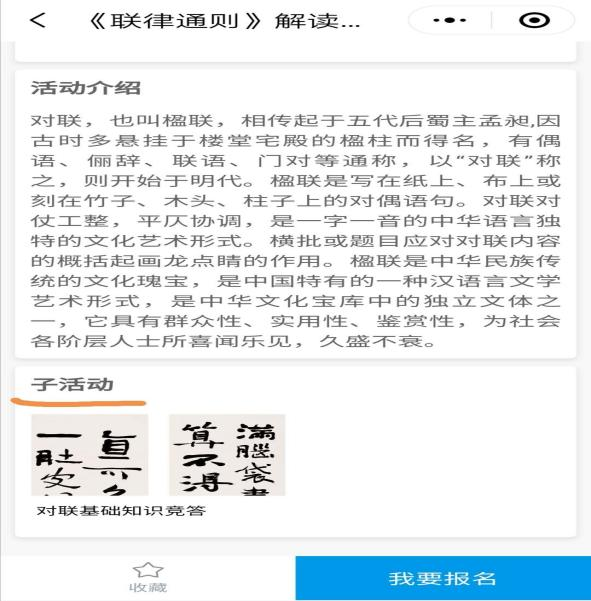 《联律通则》解读...
活动介绍
对联，也叫楹联，相传起于五代后蜀主孟昶,因
古时多悬挂于楼堂宅殿的楹柱而得名，有偶
语、俪辞、联语、门对等通称，以“对联”称
之，则开始于明代。楹联是写在纸上、布上或
刻在竹子、木头、柱子上的对偶语句。对联对
仗工整，平仄协调，是一字一音的中华语言独
特的文化艺术形式。横批或题目应对对联内容
的概括起画龙点睛的作用。楹联是中华民族传
统的文化瑰宝，是中国特有的一种汉语言文学
艺术形式，是中华文化宝库中的独立文体之
一，它具有群众性、实用性、鉴赏性，为社会
各阶层人士所喜闻乐见，久盛不衰。
子活动
一肚皮
满腦袋
算不得
对联基础知识竞答
收藏
我要报名